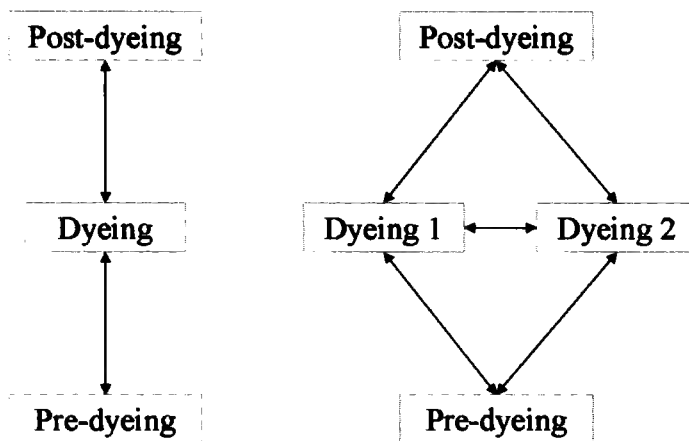 Post-dyeing
Dyeing
Pre-dyeing
Post-dyeing
Dyeing 1
Dyeing 2
Pre-dyeing